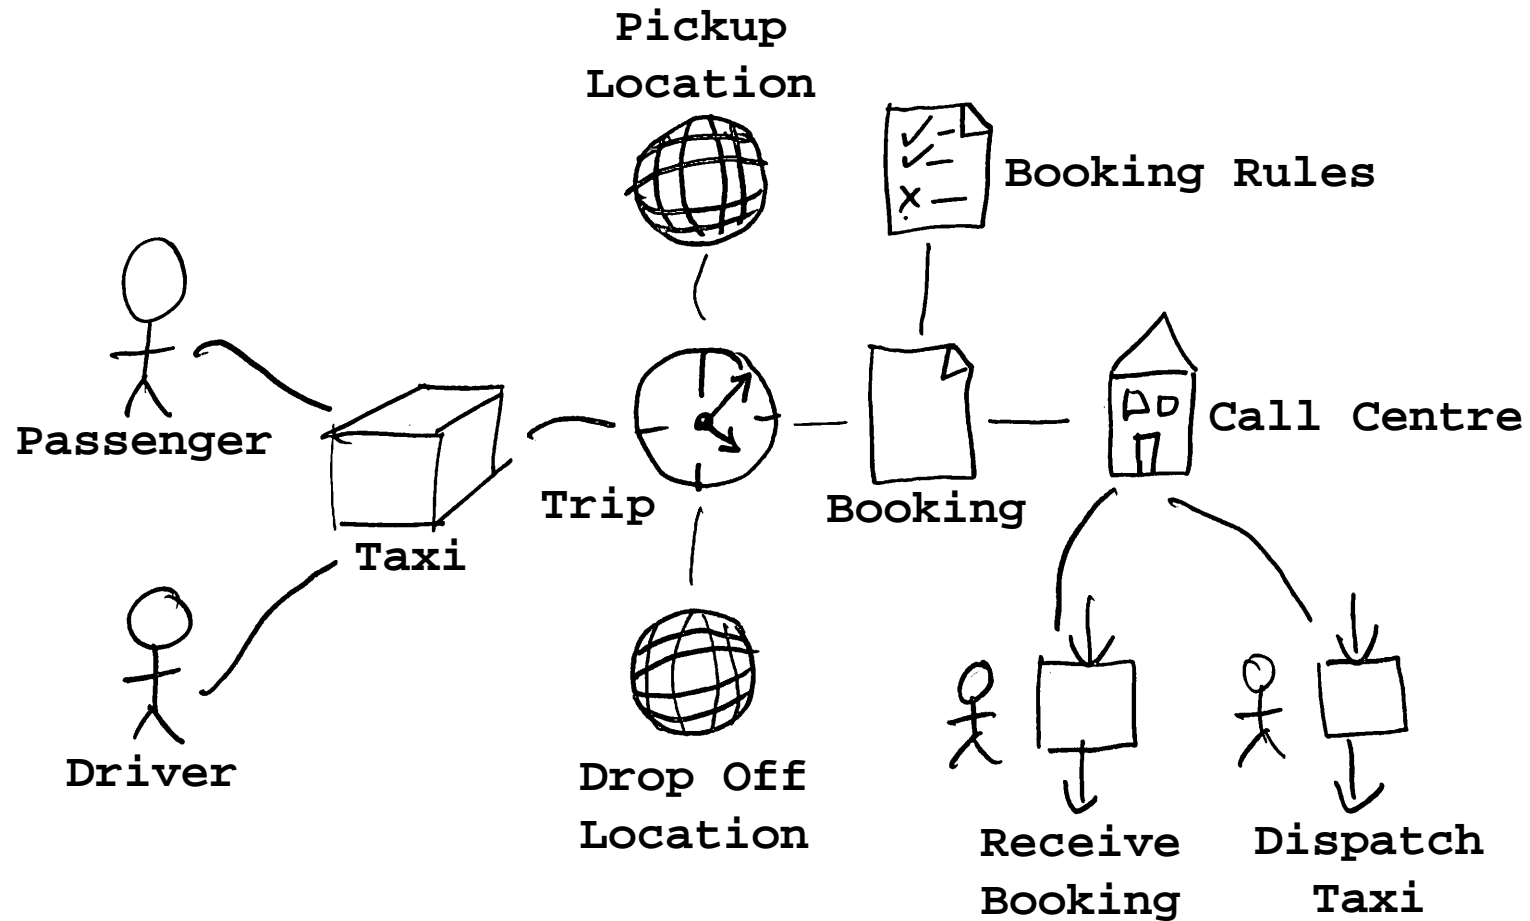 Pickup
Location
Booking Rules
Passenger
Call Centre
Trip
Booking
Taxi
Driver
Drop Off
Location
Receive
Booking
Dispatch
Taxi